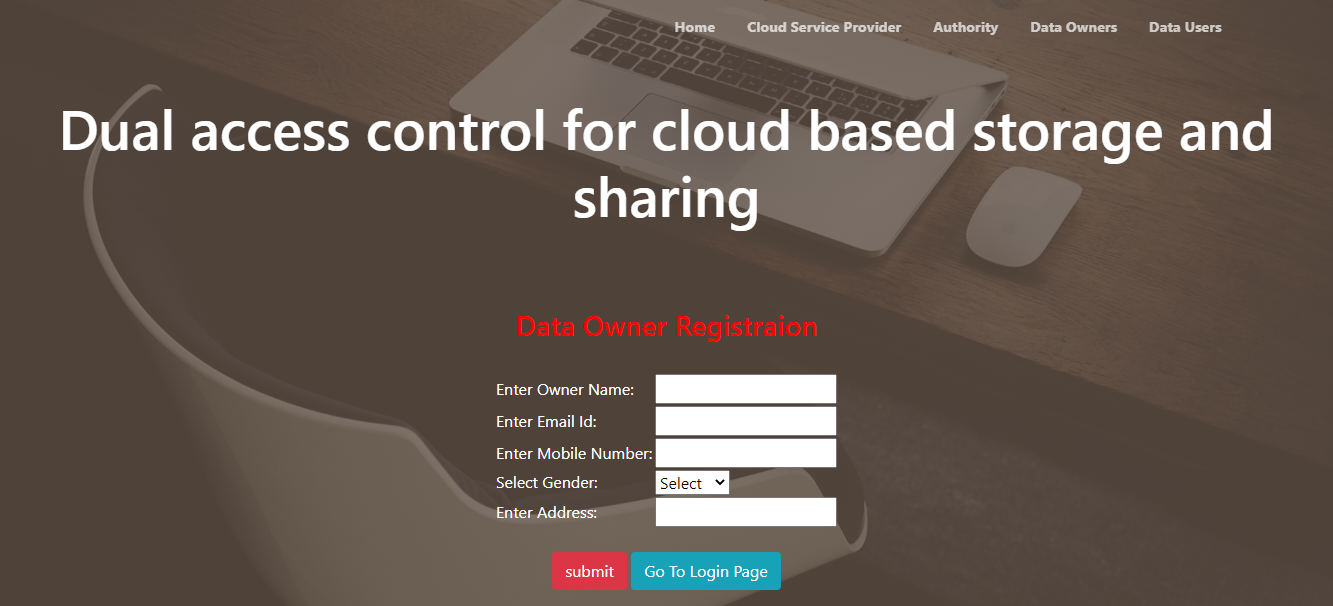 Home Cloud Service Provider Authority Data Owners Data Users
Dual access control for cloud based storage and
sharing
Data Owner Registraion
Enter Owner Name:
Enter Email Id:
Enter Mobile Number:
Select Gender: Select
Enter Address:
submit Go To Login Page